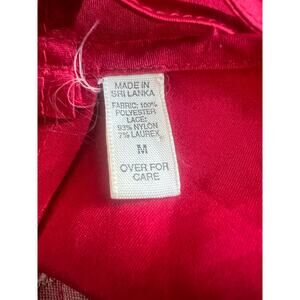 MADE IN
SRI LANKA
FABRIC: 100%
POLYESTER
LACE:
93% NYLON
7% LAUREX
M
OVER FOR
CARE